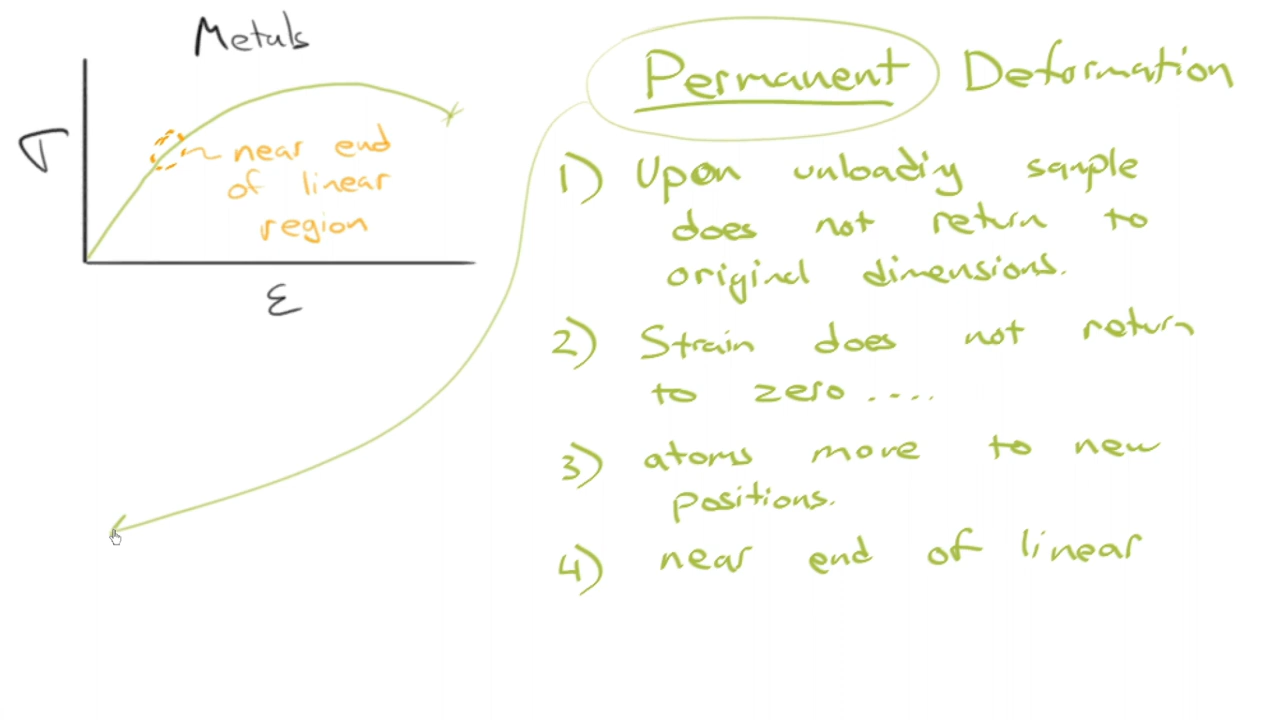 Metals
σ
near end
of linear
region
ε
Permanent Deformation
1) Upon unloading sample
does not return to
original dimensions.
2) Strain does not return
to zero .....
3) atoms move to new
positions.
4) near end of linear